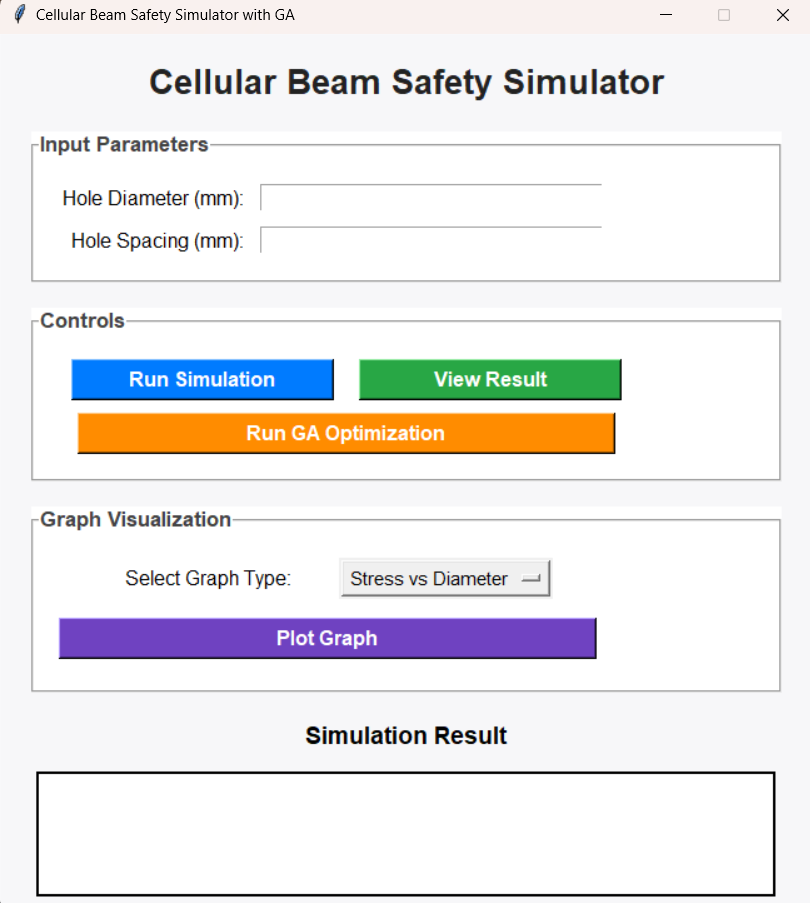 Cellular Beam Safety Simulator with GA
Cellular Beam Safety Simulator
Input Parameters
Hole Diameter (mm):
Hole Spacing (mm):
Controls
Run Simulation View Result
Run GA Optimization
Graph Visualization
Select Graph Type: Stress vs Diameter
Plot Graph
Simulation Result